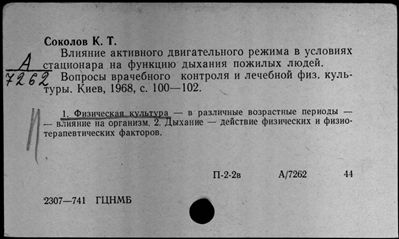 Соколов К. Т.
Влияние активного двигательного режима в условиях
А стационара на функцию дыхания пожилых людей.
7262 Вопросы врачебного контроля и лечебной физ. куль-
туры. Киев, 1968, с. 100—102.
1. Физическая культура — в различные возрастные периоды —
— влияние на организм. 2. Дыхание — действие физических и физио-
терапевтических факторов.
П-2-2в А/7262 44
2307—741 ГЦНМБ